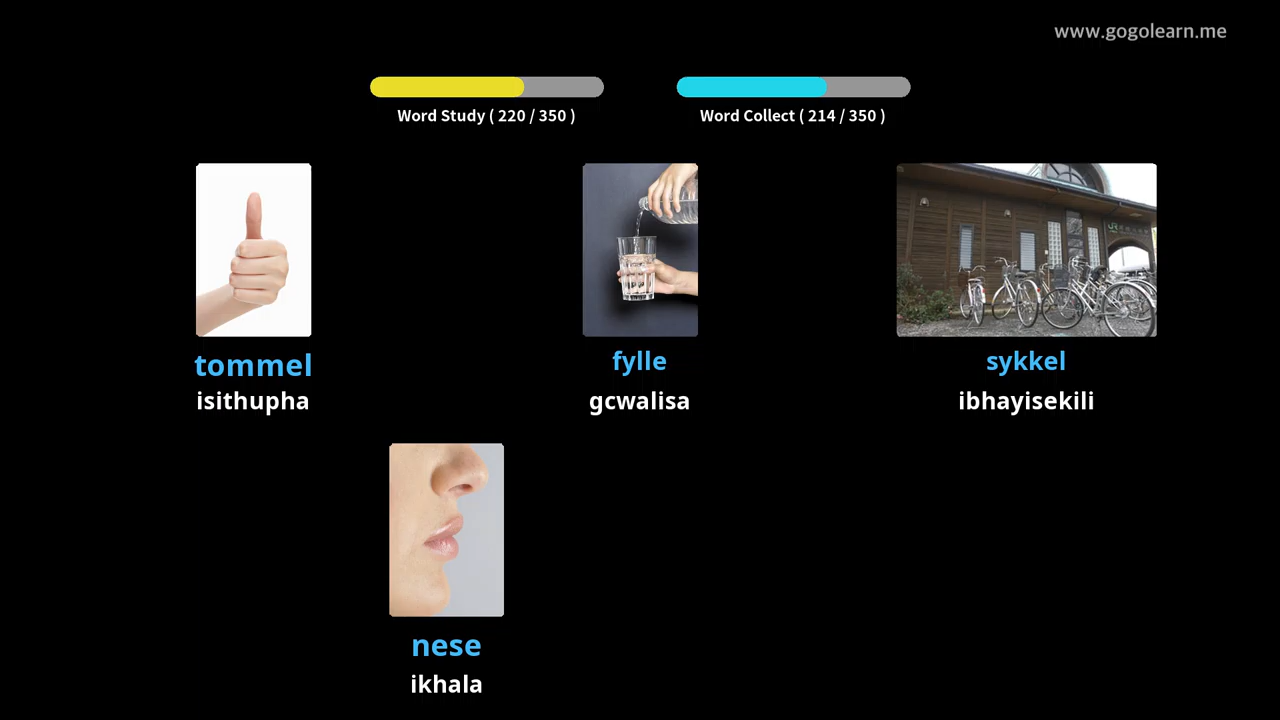 www.gogolearn.me
Word Study ( 220 / 350 )
Word Collect ( 214 / 350 )
tommel
isithupha
fylle
gcwalisa
sykkel
ibhayisekili
nese
ikhala